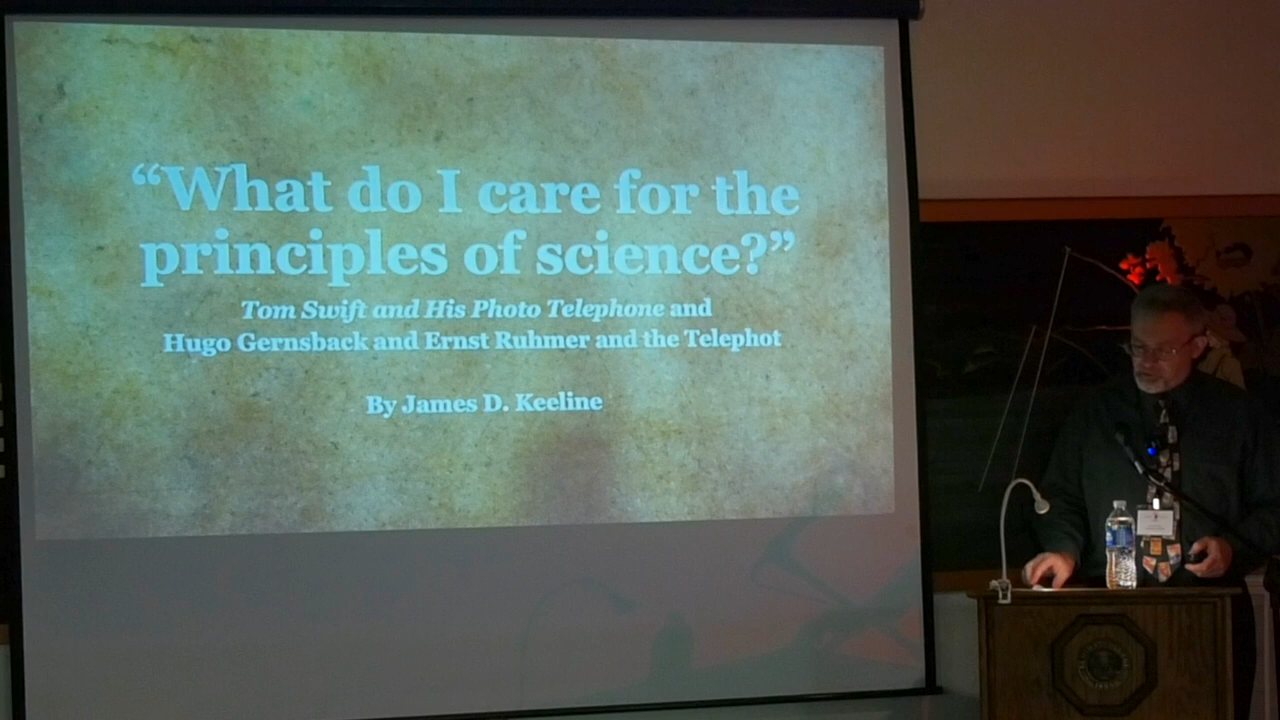 “What do I care for the
principles of science?”
Tom Swift and His Photo Telephone and
Hugo Gernsback and Ernst Ruhmer and the Telephot
By James D. Keeline